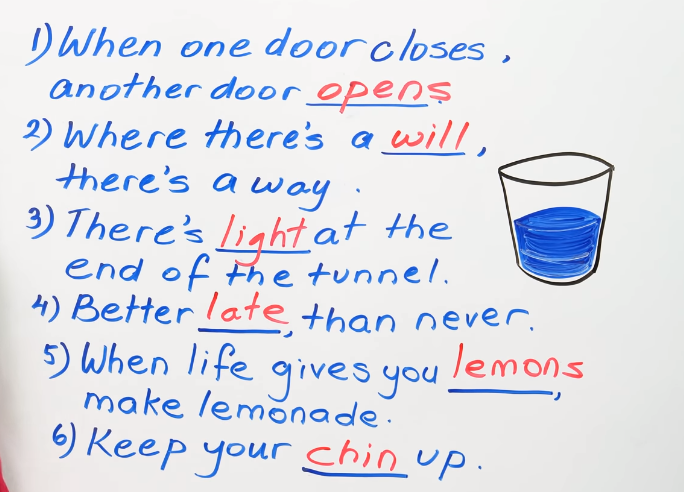 1) When one door closes,
another door opens.
2) Where there's a will,
there's a way.
3) There's light at the
end of the tunnel.
4) Better late, than never.
5) When life gives you lemons,
make lemonade.
6) Keep your chin up.